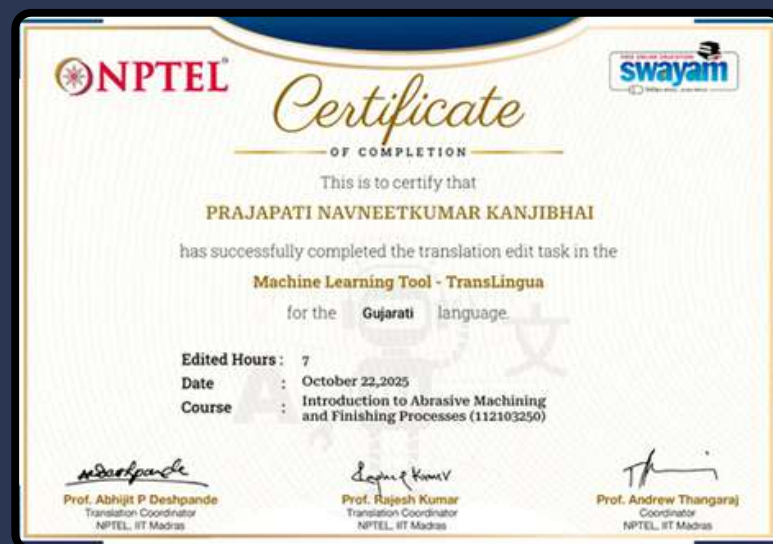 NPTEL
swayam
Certificate
OF COMPLETION
This is to certify that
PRAJAPATI NAVNEETKUMAR KANJIBHAI
has successfully completed the translation edit task in the
Machine Learning Tool - TransLingua
for the Gujarati language.
Edited Hours : 7
Date : October 22,2025
Course : Introduction to Abrasive Machining
and Finishing Processes (112103250)
Prof. Abhijit P Deshpande
Translation Coordinator
NPTEL, IIT Madras
Prof. Rajesh Kumar
Translation Coordinator
NPTEL, IIT Madras
Prof. Andrew Thangaraj
Coordinator
NPTEL, IIT Madras
A
文